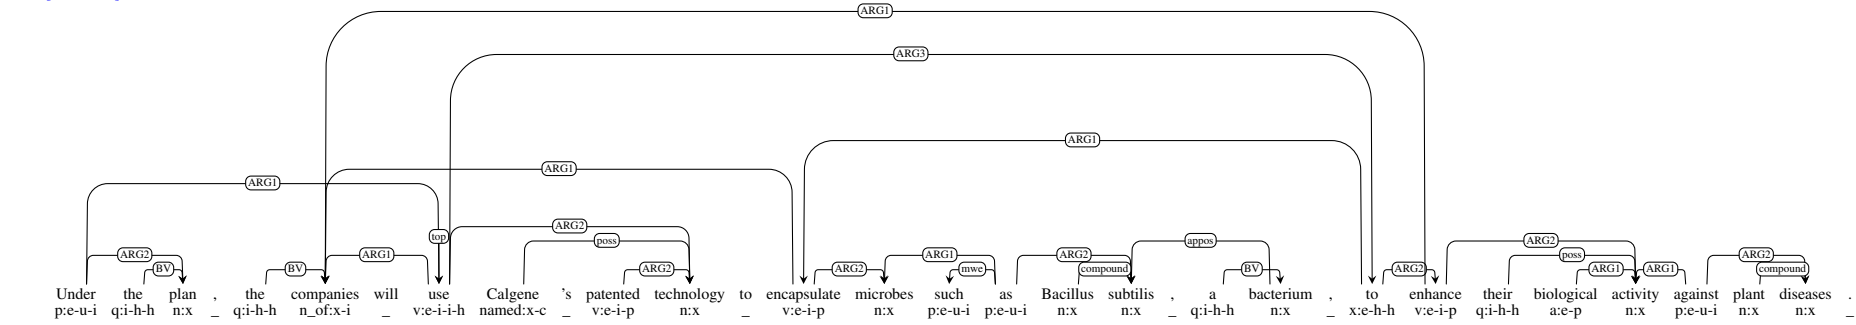 ARG1
ARG3
ARG1
ARG1
ARG1
top ARG2
poss appos ARG2
ARG2 ARG1 ARG1 ARG2 poss ARG2
BV BV ARG2 ARG2 mwe compound BV ARG2 ARG1 ARG1 compound
Under the plan , the companies will use Calgene 's patented technology to encapsulate microbes such as Bacillus subtilis , a bacterium , to enhance their biological activity against plant diseases .
p:e-u-i q:i-h-h n:x _ q:i-h-h n_of:x-i _ v:e-i-i-h named:x-c _ v:e-i-p n:x _ v:e-i-p n:x p:e-u-i p:e-u-i n:x n:x _ q:i-h-h n:x _ x:e-h-h v:e-i-p q:i-h-h a:e-p n:x p:e-u-i n:x n:x _